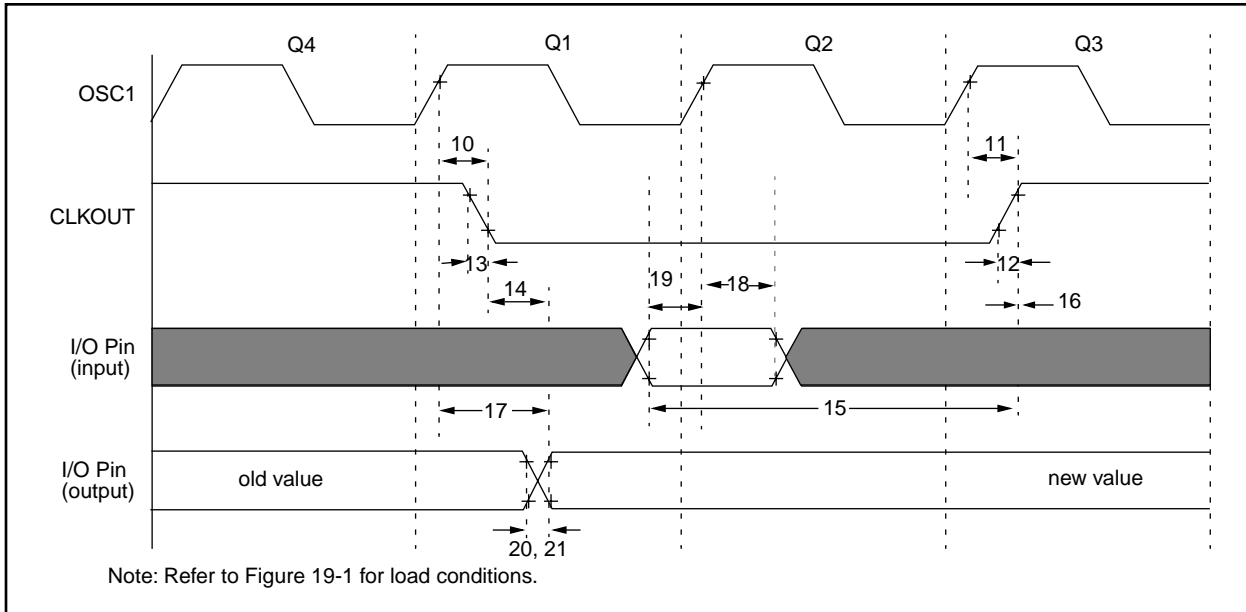 Q4 Q1 Q2 Q3
OSC1
10 11
CLKOUT
13 19 18 12
14 16
I/O Pin
(input)
17 15
I/O Pin
(output)
old value new value
20, 21
Note: Refer to Figure 19-1 for load conditions.